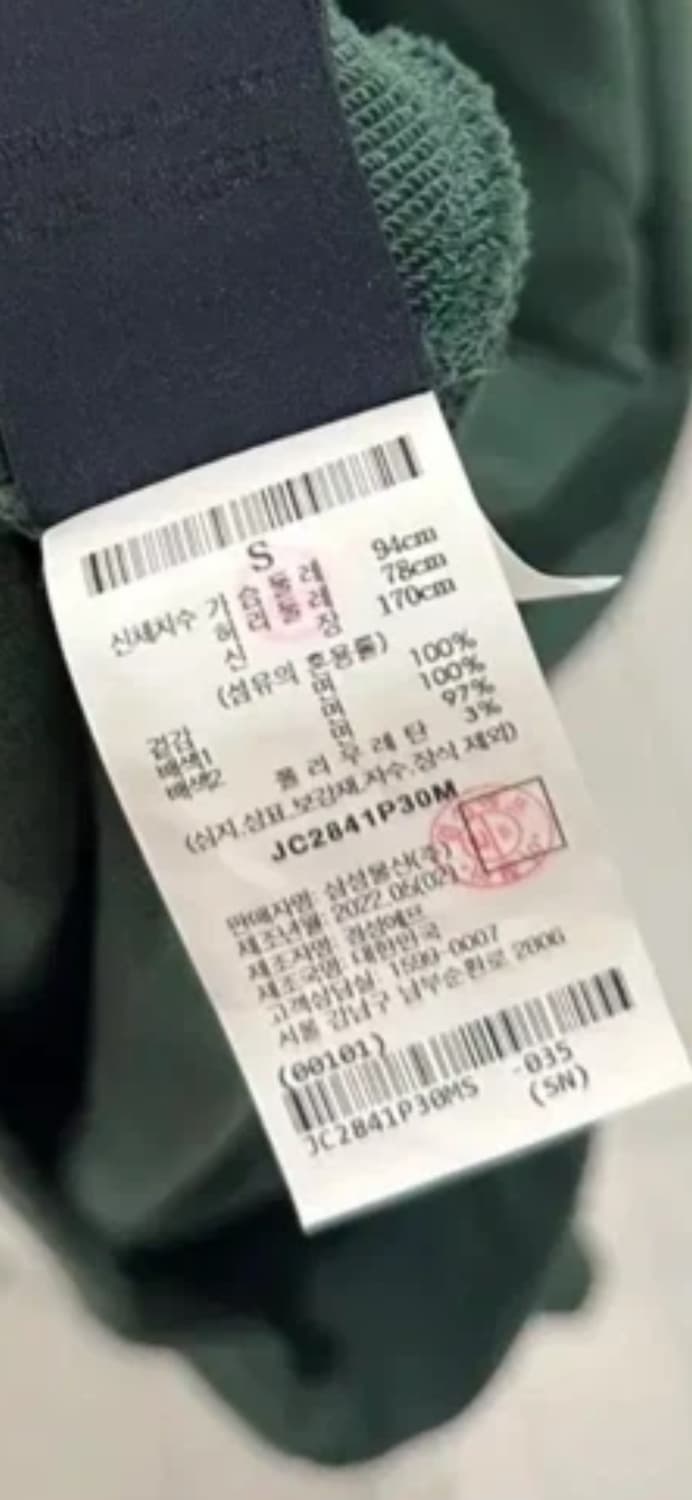 S
신체치수 가슴둘레 94cm
허리둘레 78cm
신장 170cm
(섬유의 혼용률)
겉감 면 100%
배색1 면 100%
배색2 면 97%
폴리우레탄 3%
(심지.상표.보강재.자수.장식 제외)
JC2841P30M
판매자명: 삼성물산(주)
제조년월: 2022.05(02)
제조자명: 경성에프
제조국명: 대한민국
고객상담실: 1599-0007
서울 강남구 남부순환로 2806
(00101)
JC2841P30MS -035
(SN)